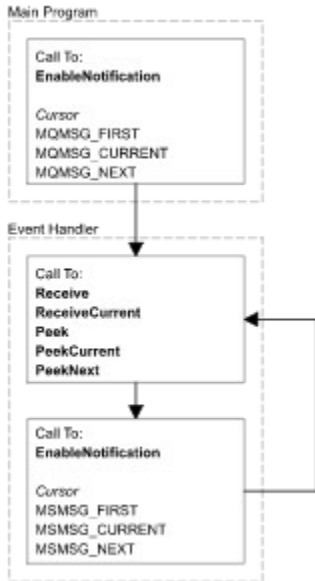 Main Program
Call To:
EnableNotification
Cursor
MQMSG_FIRST
MQMSG_CURRENT
MQMSG_NEXT
Event Handler
Call To:
Receive
ReceiveCurrent
Peek
PeekCurrent
PeekNext
Call To:
EnableNotification
Cursor
MSMSG_FIRST
MSMSG_CURRENT
MSMSG_NEXT